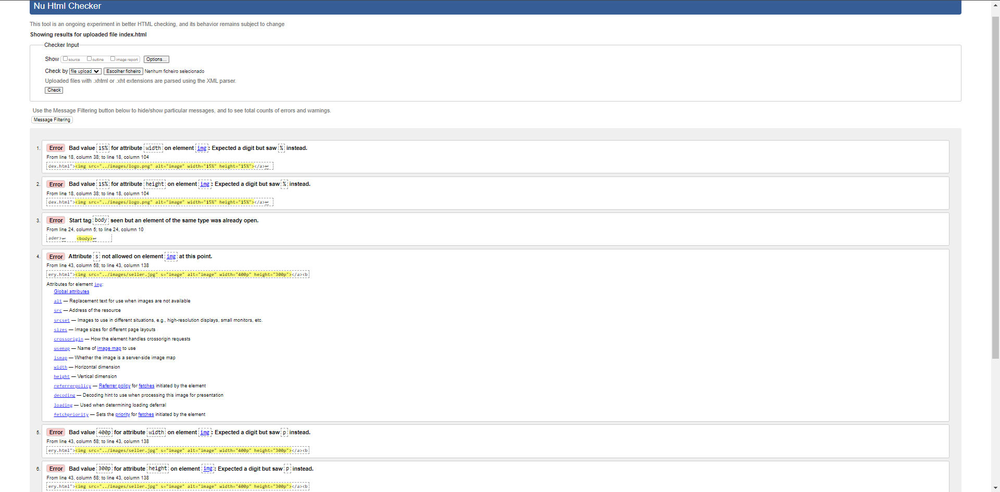 Nu Html Checker
This tool is an ongoing experiment in better HTML checking, and its behavior remains subject to change
Showing results for uploaded file index.html
Checker Input
Show source outline image report Options...
Check by file upload Escolher ficheiro Nenhum ficheiro selecionado
Uploaded files with .xhtml or .xht extensions are parsed using the XML parser.
Check
Use the Message Filtering button below to hide/show particular messages, and to see total counts of errors and warnings.
Message Filtering
1. Error Bad value 15% for attribute width on element img: Expected a digit but saw % instead.
From line 18, column 38; to line 18, column 104
dex.html"><img src="../images/logo.png" alt="image" width="15%" height="15%"></a>↩
2. Error Bad value 15% for attribute height on element img: Expected a digit but saw % instead.
From line 18, column 38; to line 18, column 104
dex.html"><img src="../images/logo.png" alt="image" width="15%" height="15%"></a>↩
3. Error Start tag body seen but an element of the same type was already open.
From line 24, column 5; to line 24, column 10
ader>↩ <body>↩
4. Error Attribute s not allowed on element img at this point.
From line 43, column 58; to line 43, column 138
ery.html"><img src="../images/seller.jpg" s="image" alt="image" width="400p" height="300p"></a><b
Attributes for element img:
Global attributes
alt — Replacement text for use when images are not available
src — Address of the resource
srcset — Images to use in different situations, e.g., high-resolution displays, small monitors, etc.
sizes — Image sizes for different page layouts
crossorigin — How the element handles crossorigin requests
usemap — Name of image map to use
ismap — Whether the image is a server-side image map
width — Horizontal dimension
height — Vertical dimension
referrerpolicy — Referrer policy for fetches initiated by the element
decoding — Decoding hint to use when processing this image for presentation
loading — Used when determining loading deferral
fetchpriority — Sets the priority for fetches initiated by the element
5. Error Bad value 400p for attribute width on element img: Expected a digit but saw p instead.
From line 43, column 58; to line 43, column 138
ery.html"><img src="../images/seller.jpg" s="image" alt="image" width="400p" height="300p"></a><b
6. Error Bad value 300p for attribute height on element img: Expected a digit but saw p instead.
From line 43, column 58; to line 43, column 138
ery.html"><img src="../images/seller.jpg" s="image" alt="image" width="400p" height="300p"></a><b